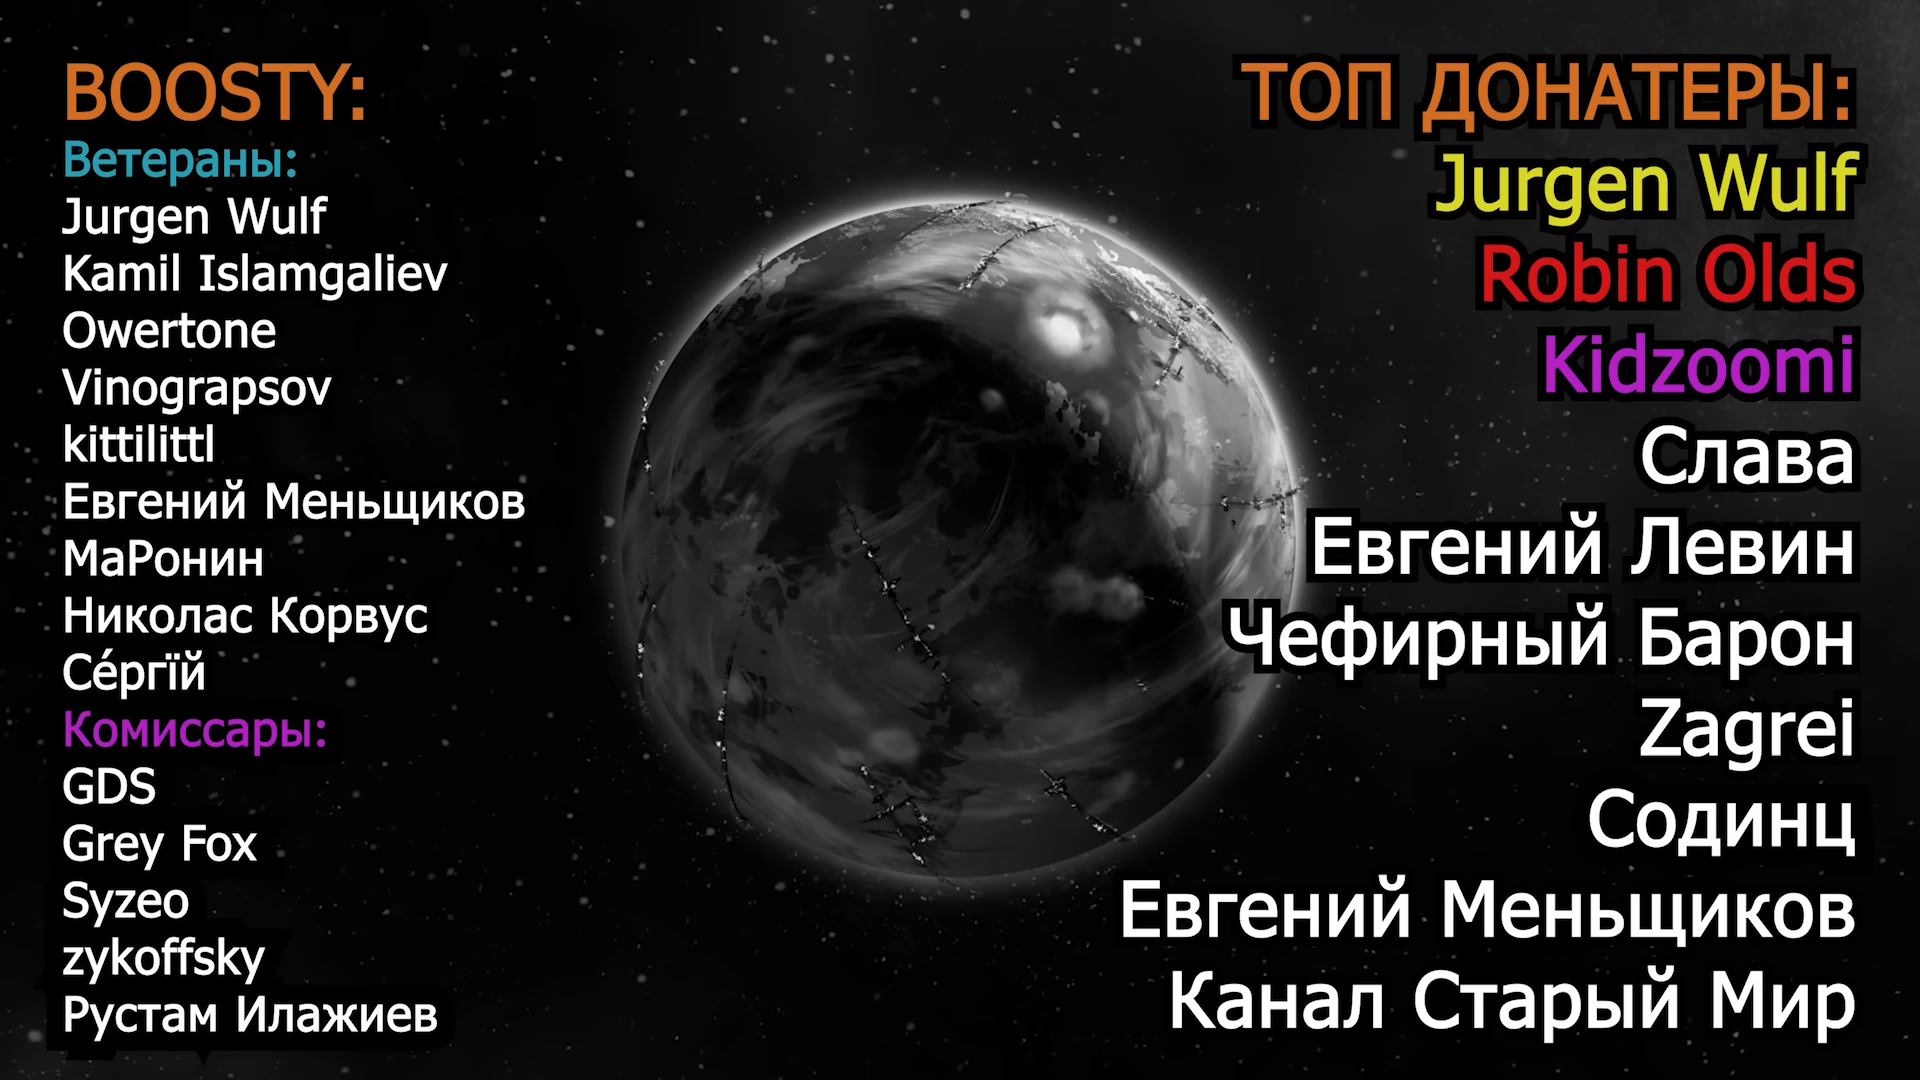 BOOSTY:
Ветераны:
Jurgen Wulf
Kamil Islamgaliev
Owertone
Vinograpsov
kittilittl
Евгений Меньщиков
МаРонин
Николас Корвус
Се́ргїй
Комиссары:
GDS
Grey Fox
Syzeo
zykoffsky
Рустам Илажиев
ТОП ДОНАТЕРЫ:
Jurgen Wulf
Robin Olds
Kidzoomi
Слава
Евгений Левин
Чефирный Барон
Zagrei
Содинц
Евгений Меньщиков
Канал Старый Мир